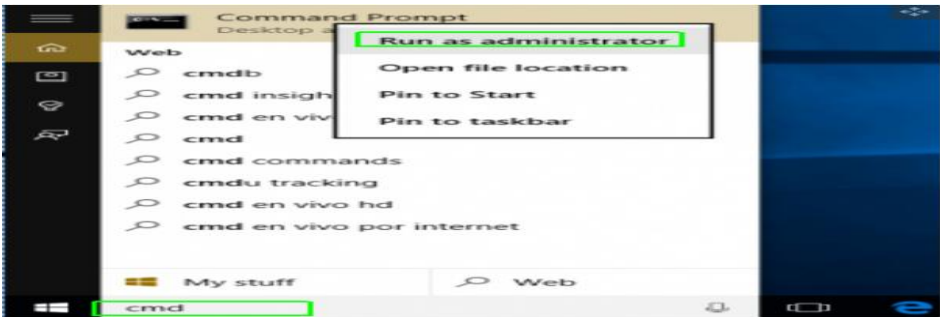 Command Prompt
Desktop a
Run as administrator
Web
Open file location
cmdb
Pin to Start
cmd insigh
Pin to taskbar
cmd en viv
cmd
cmd commands
cmdu tracking
cmd en vivo hd
cmd en vivo por internet
My stuff
Web
cmd